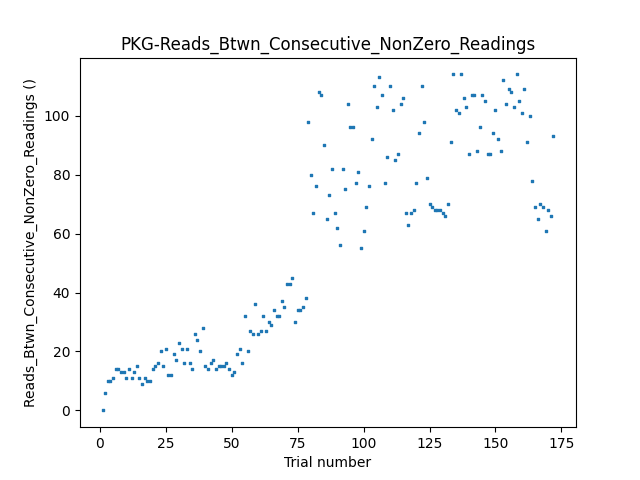 PKG-Reads_Btwn_Consecutive_NonZero_Readings
Reads_Btwn_Consecutive_NonZero_Readings ()
100
80
60
40
20
0
0 25 50 75 100 125 150 175
Trial number